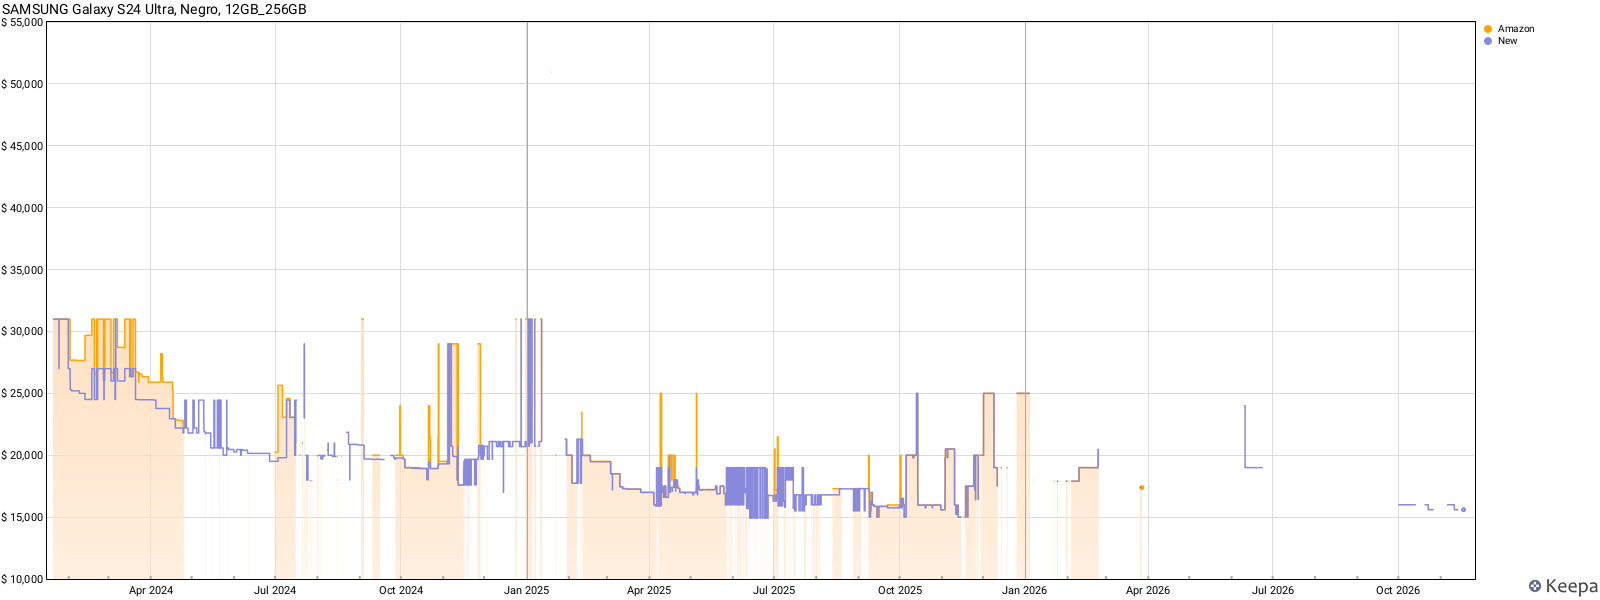 SAMSUNG Galaxy S24 Ultra, Negro, 12GB_256GB
$ 55,000
$ 50,000
$ 45,000
$ 40,000
$ 35,000
$ 30,000
$ 25,000
$ 20,000
$ 15,000
$ 10,000
Apr 2024
Jul 2024
Oct 2024
Jan 2025
Apr 2025
Jul 2025
Oct 2025
Jan 2026
Apr 2026
Jul 2026
Oct 2026
Amazon
New
Keepa